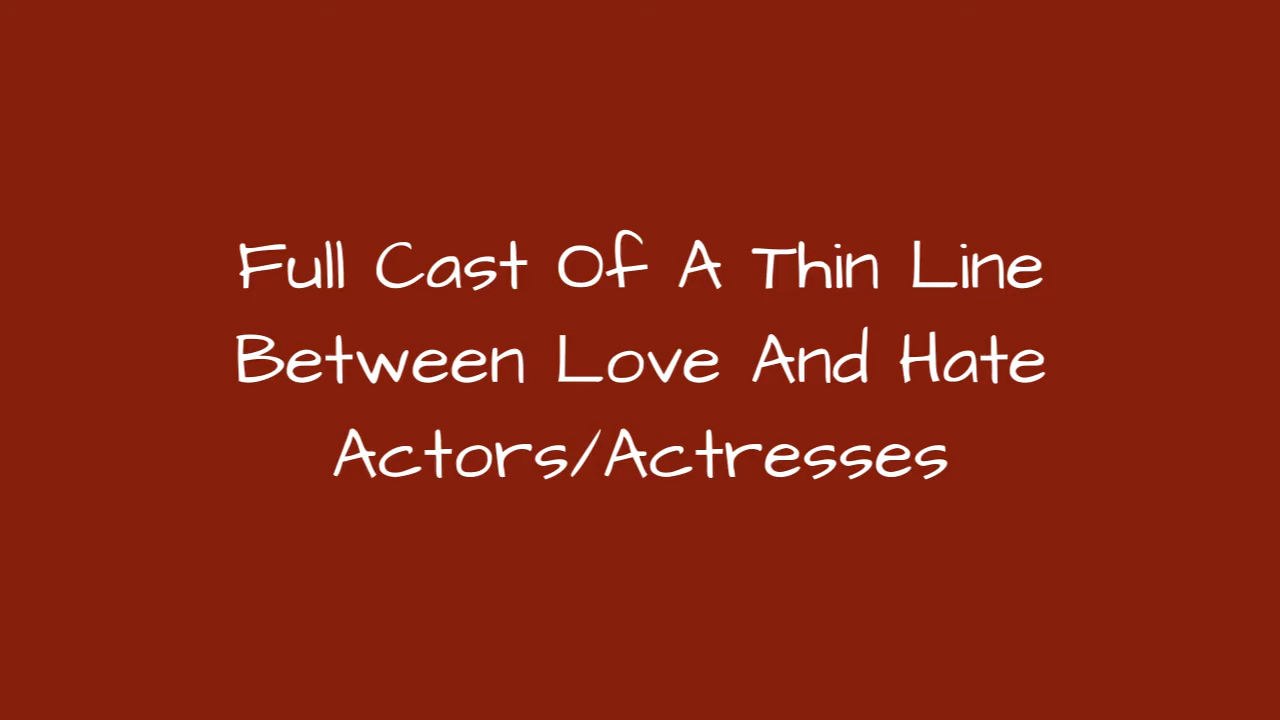 Full Cast Of A Thin Line
Between Love And Hate
Actors/Actresses